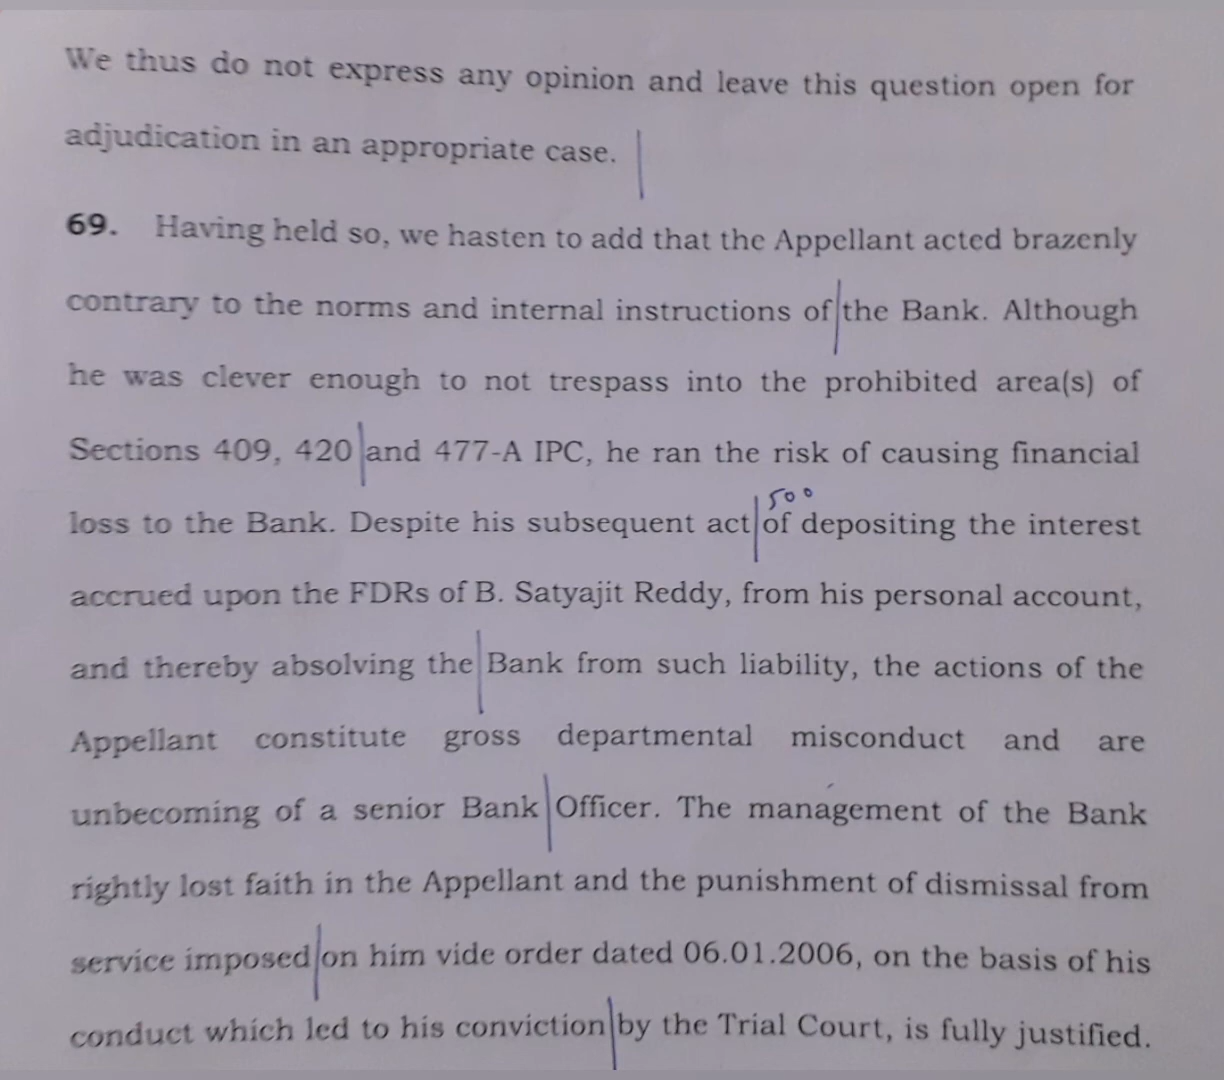 We thus do not express any opinion and leave this question open for
adjudication in an appropriate case.
69. Having held so, we hasten to add that the Appellant acted brazenly
contrary to the norms and internal instructions of the Bank. Although
he was clever enough to not trespass into the prohibited area(s) of
Sections 409, 420 and 477-A IPC, he ran the risk of causing financial
500
loss to the Bank. Despite his subsequent act of depositing the interest
accrued upon the FDRs of B. Satyajit Reddy, from his personal account,
and thereby absolving the Bank from such liability, the actions of the
Appellant constitute gross departmental misconduct and are
unbecoming of a senior Bank Officer. The management of the Bank
rightly lost faith in the Appellant and the punishment of dismissal from
service imposed on him vide order dated 06.01.2006, on the basis of his
conduct which led to his conviction by the Trial Court, is fully justified.